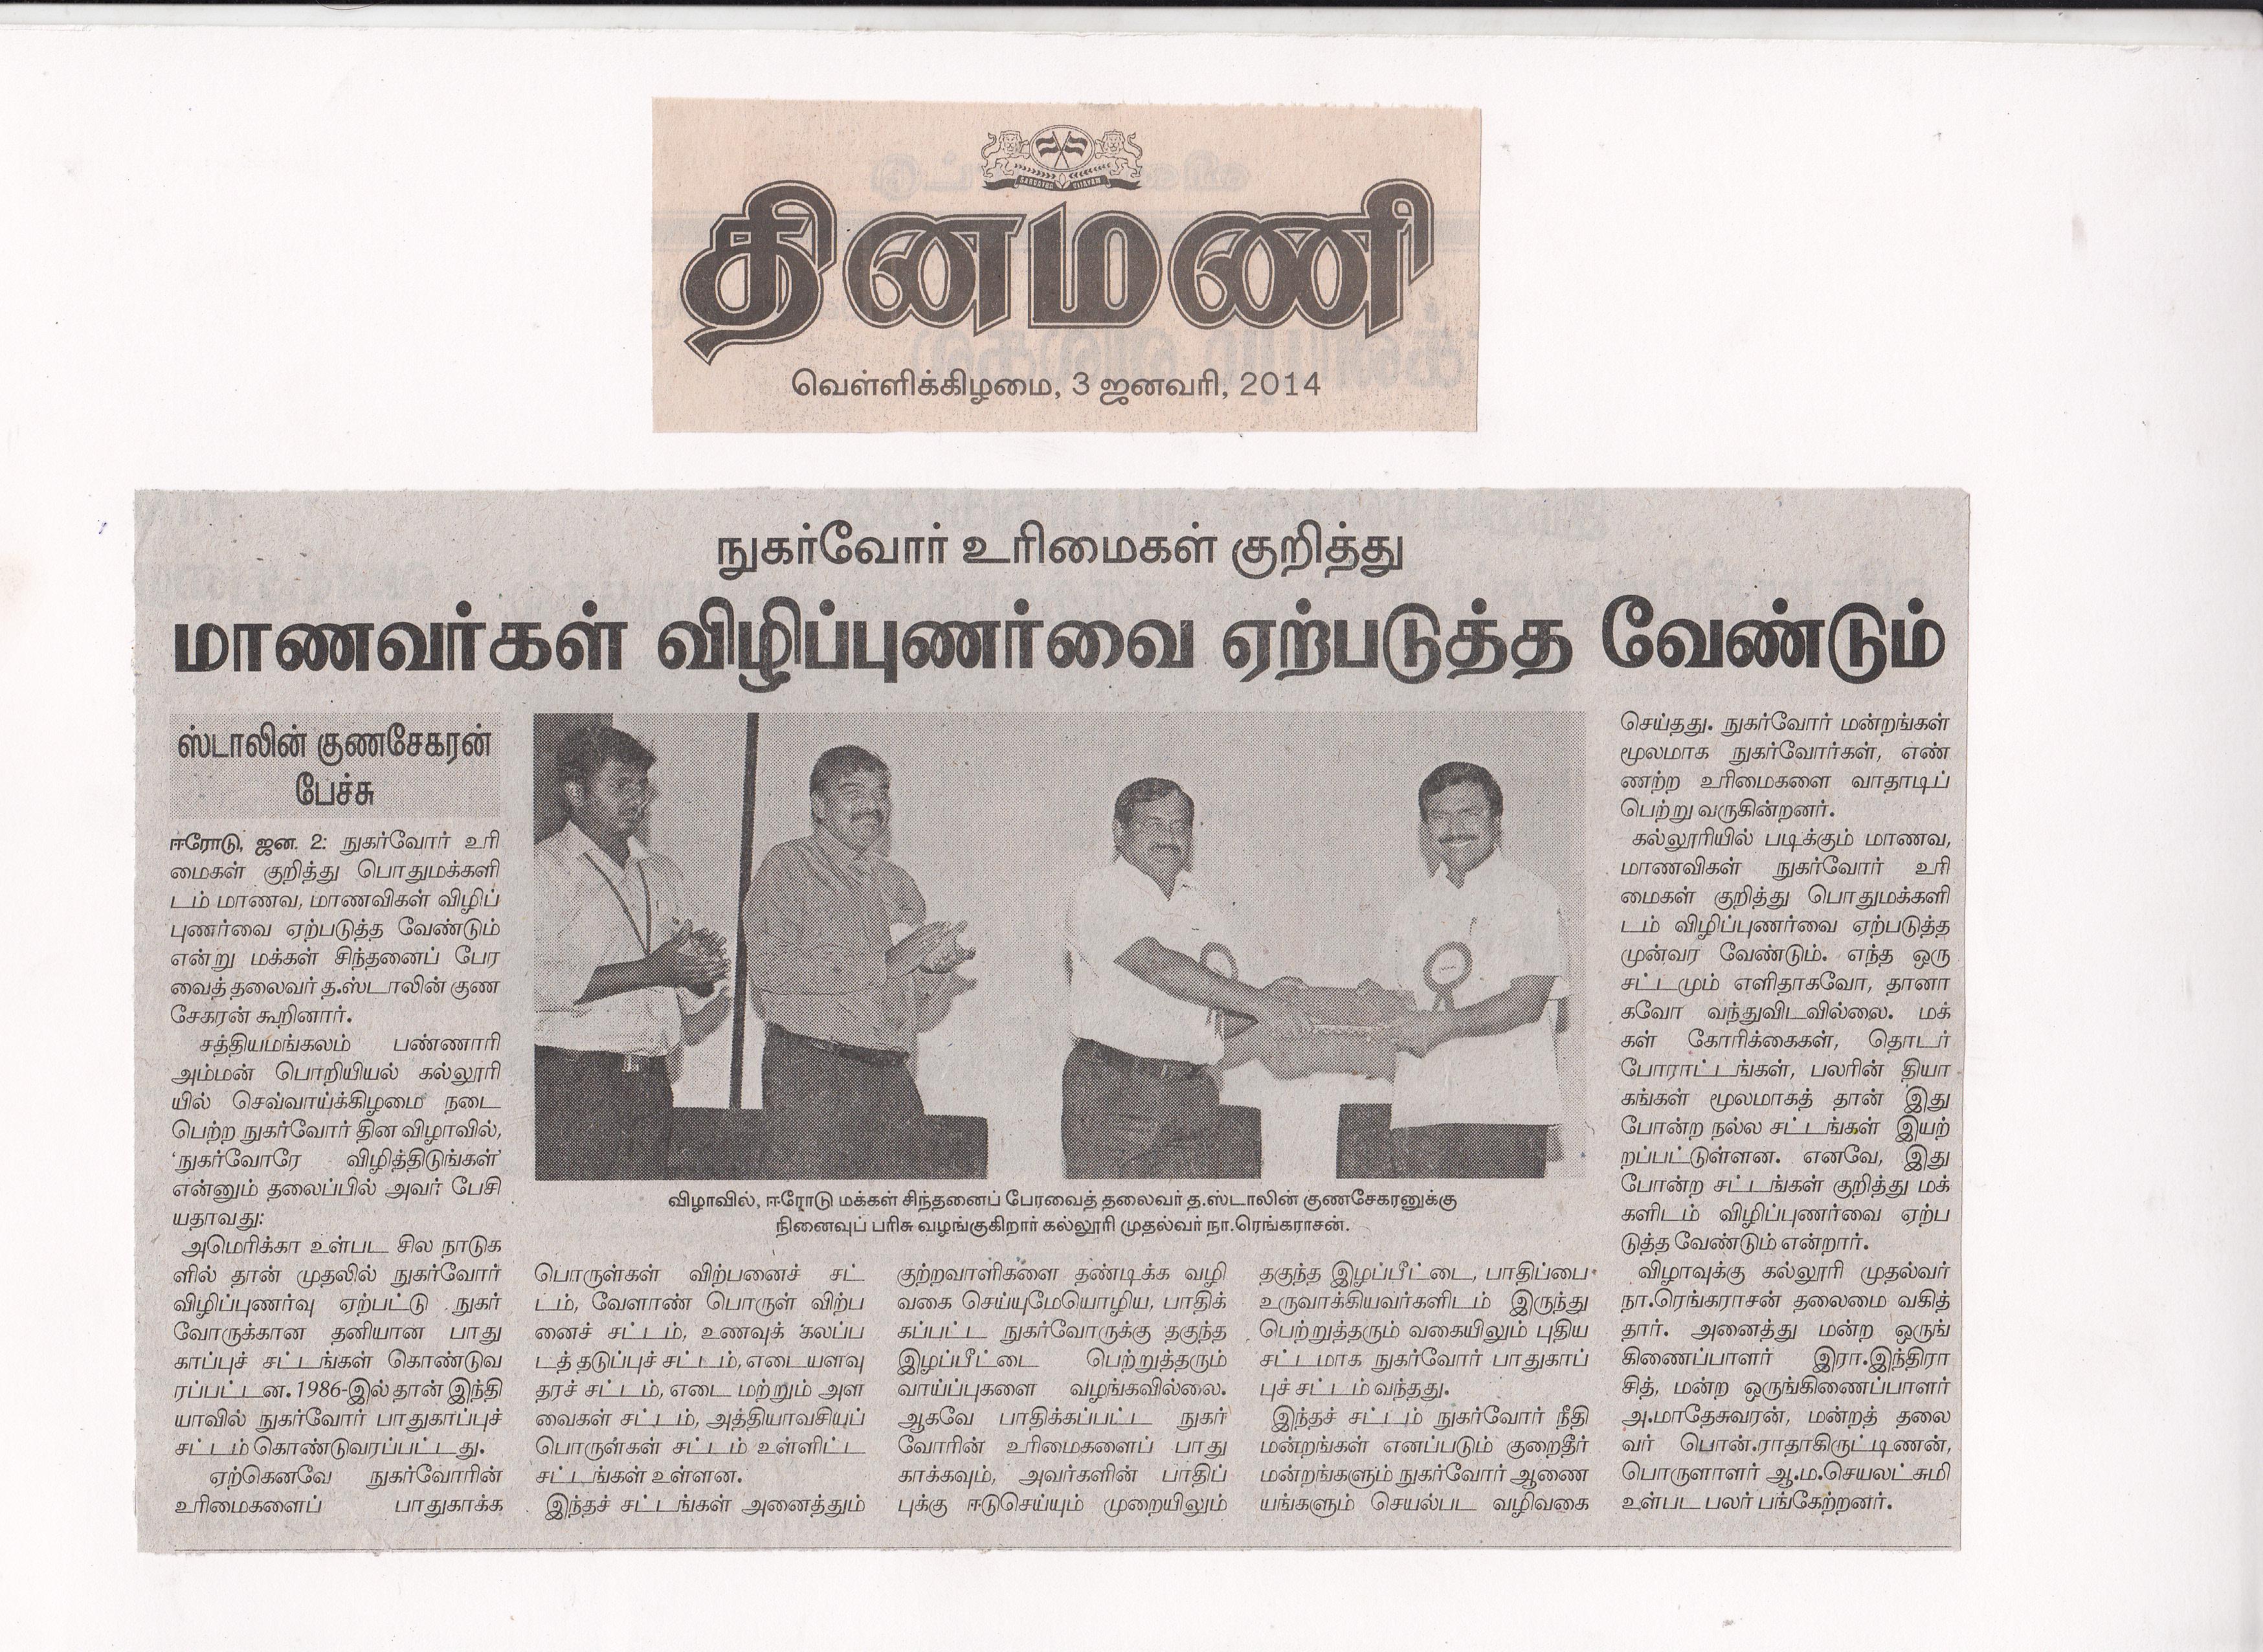 தினமணி
வெள்ளிக்கிழமை, 3 ஜனவரி, 2014
நுகர்வோர் உரிமைகள் குறித்து
மாணவர்கள் விழிப்புணர்வை ஏற்படுத்த வேண்டும்
ஸ்டாலின் குணசேகரன்
பேச்சு
ஈரோடு, ஜன. 2: நுகர்வோர் உரி
மைகள் குறித்து பொதுமக்களி
டம் மாணவ, மாணவிகள் விழிப்
புணர்வை ஏற்படுத்த வேண்டும்
என்று மக்கள் சிந்தனைப் பேர
வைத் தலைவர் த.ஸ்டாலின் குண
சேகரன் கூறினார்.
சத்தியமங்கலம் பண்ணாரி
அம்மன் பொறியியல் கல்லூரி
யில் செவ்வாய்க்கிழமை நடை
பெற்ற நுகர்வோர் தின விழாவில்,
‘நுகர்வோரே விழித்திடுங்கள்’
என்னும் தலைப்பில் அவர் பேசி
யதாவது:
அமெரிக்கா உள்பட சில நாடுக
ளில் தான் முதலில் நுகர்வோர்
விழிப்புணர்வு ஏற்பட்டு நுகர்
வோருக்கான தனியான பாது
காப்புச் சட்டங்கள் கொண்டுவ
ரப்பட்டன. 1986-இல் தான் இந்தி
யாவில் நுகர்வோர் பாதுகாப்புச்
சட்டம் கொண்டுவரப்பட்டது.
ஏற்கெனவே நுகர்வோரின்
உரிமைகளைப் பாதுகாக்க
விழாவில், ஈரோடு மக்கள் சிந்தனைப் பேரவைத் தலைவர் த.ஸ்டாலின் குணசேகரனுக்கு
நினைவுப் பரிசு வழங்குகிறார் கல்லூரி முதல்வர் நா.ரெங்கராசன்.
பொருள்கள் விற்பனைச் சட்
டம், வேளாண் பொருள் விற்ப
னைச் சட்டம், உணவுக் கலப்ப
டத் தடுப்புச் சட்டம், எடையளவு
தரச் சட்டம், எடை மற்றும் அள
வைகள் சட்டம், அத்தியாவசியப்
பொருள்கள் சட்டம் உள்ளிட்ட
சட்டங்கள் உள்ளன.
இந்தச் சட்டங்கள் அனைத்தும்
குற்றவாளிகளை தண்டிக்க வழி
வகை செய்யுமேயொழிய, பாதிக்
கப்பட்ட நுகர்வோருக்கு தகுந்த
இழப்பீட்டை பெற்றுத்தரும்
வாய்ப்புகளை வழங்கவில்லை.
ஆகவே பாதிக்கப்பட்ட நுகர்
வோரின் உரிமைகளைப் பாது
காக்கவும், அவர்களின் பாதிப்
புக்கு ஈடுசெய்யும் முறையிலும்
தகுந்த இழப்பீட்டை, பாதிப்பை
உருவாக்கியவர்களிடம் இருந்து
பெற்றுத்தரும் வகையிலும் புதிய
சட்டமாக நுகர்வோர் பாதுகாப்
புச் சட்டம் வந்தது.
இந்தச் சட்டம் நுகர்வோர் நீதி
மன்றங்கள் எனப்படும் குறைதீர்
மன்றங்களும் நுகர்வோர் ஆணை
யங்களும் செயல்பட வழிவகை
செய்தது. நுகர்வோர் மன்றங்கள்
மூலமாக நுகர்வோர்கள், எண்
ணற்ற உரிமைகளை வாதாடிப்
பெற்று வருகின்றனர்.
கல்லூரியில் படிக்கும் மாணவ,
மாணவிகள் நுகர்வோர் உரி
மைகள் குறித்து பொதுமக்களி
டம் விழிப்புணர்வை ஏற்படுத்த
முன்வர வேண்டும். எந்த ஒரு
சட்டமும் எளிதாகவோ, தானா
கவோ வந்துவிடவில்லை. மக்
கள் கோரிக்கைகள், தொடர்
போராட்டங்கள், பலரின் தியா
கங்கள் மூலமாகத் தான் இது
போன்ற நல்ல சட்டங்கள் இயற்
றப்பட்டுள்ளன. எனவே, இது
போன்ற சட்டங்கள் குறித்து மக்
களிடம் விழிப்புணர்வை ஏற்ப
டுத்த வேண்டும் என்றார்.
விழாவுக்கு கல்லூரி முதல்வர்
நா.ரெங்கராசன் தலைமை வகித்
தார். அனைத்து மன்ற ஒருங்
கிணைப்பாளர் இரா.இந்திரா
சித், மன்ற ஒருங்கிணைப்பாளர்
அ.மாதேசுவரன், மன்றத் தலை
வர் பொன்.ராதாகிருட்டிணன்,
பொருளாளர் ஆ.ம.செயலட்சுமி
உள்பட பலர் பங்கேற்றனர்.